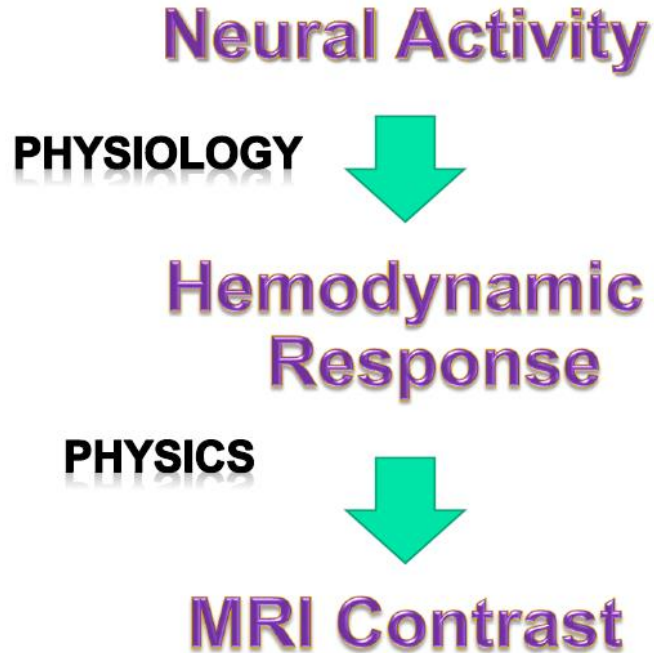 Neural Activity
PHYSIOLOGY
Hemodynamic
Response
PHYSICS
MRI Contrast